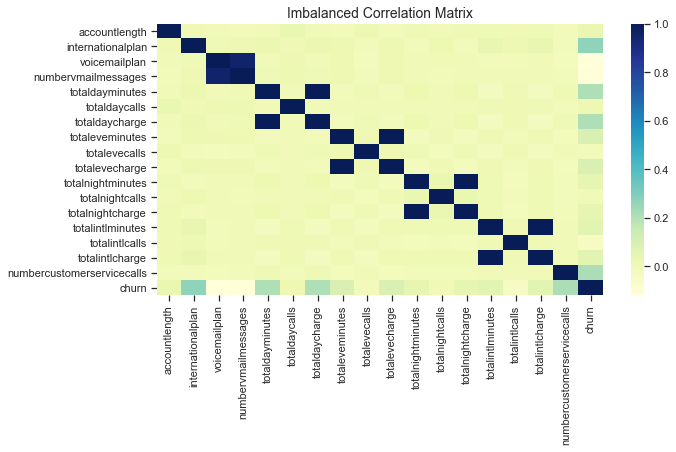 Imbalanced Correlation Matrix
accountlength
internationalplan
voicemailplan
numbervmailmessages
totaldayminutes
totaldaycalls
totaldaycharge
totaleveminutes
totalevecalls
totalevecharge
totalnightminutes
totalnightcalls
totalnightcharge
totalintlminutes
totalintlcalls
totalintlcharge
numbercustomerservicecalls
churn
accountlength
internationalplan
voicemailplan
numbervmailmessages
totaldayminutes
totaldaycalls
totaldaycharge
totaleveminutes
totalevecalls
totalevecharge
totalnightminutes
totalnightcalls
totalnightcharge
totalintlminutes
totalintlcalls
totalintlcharge
numbercustomerservicecalls
churn
1.0
0.8
0.6
0.4
0.2
0.0